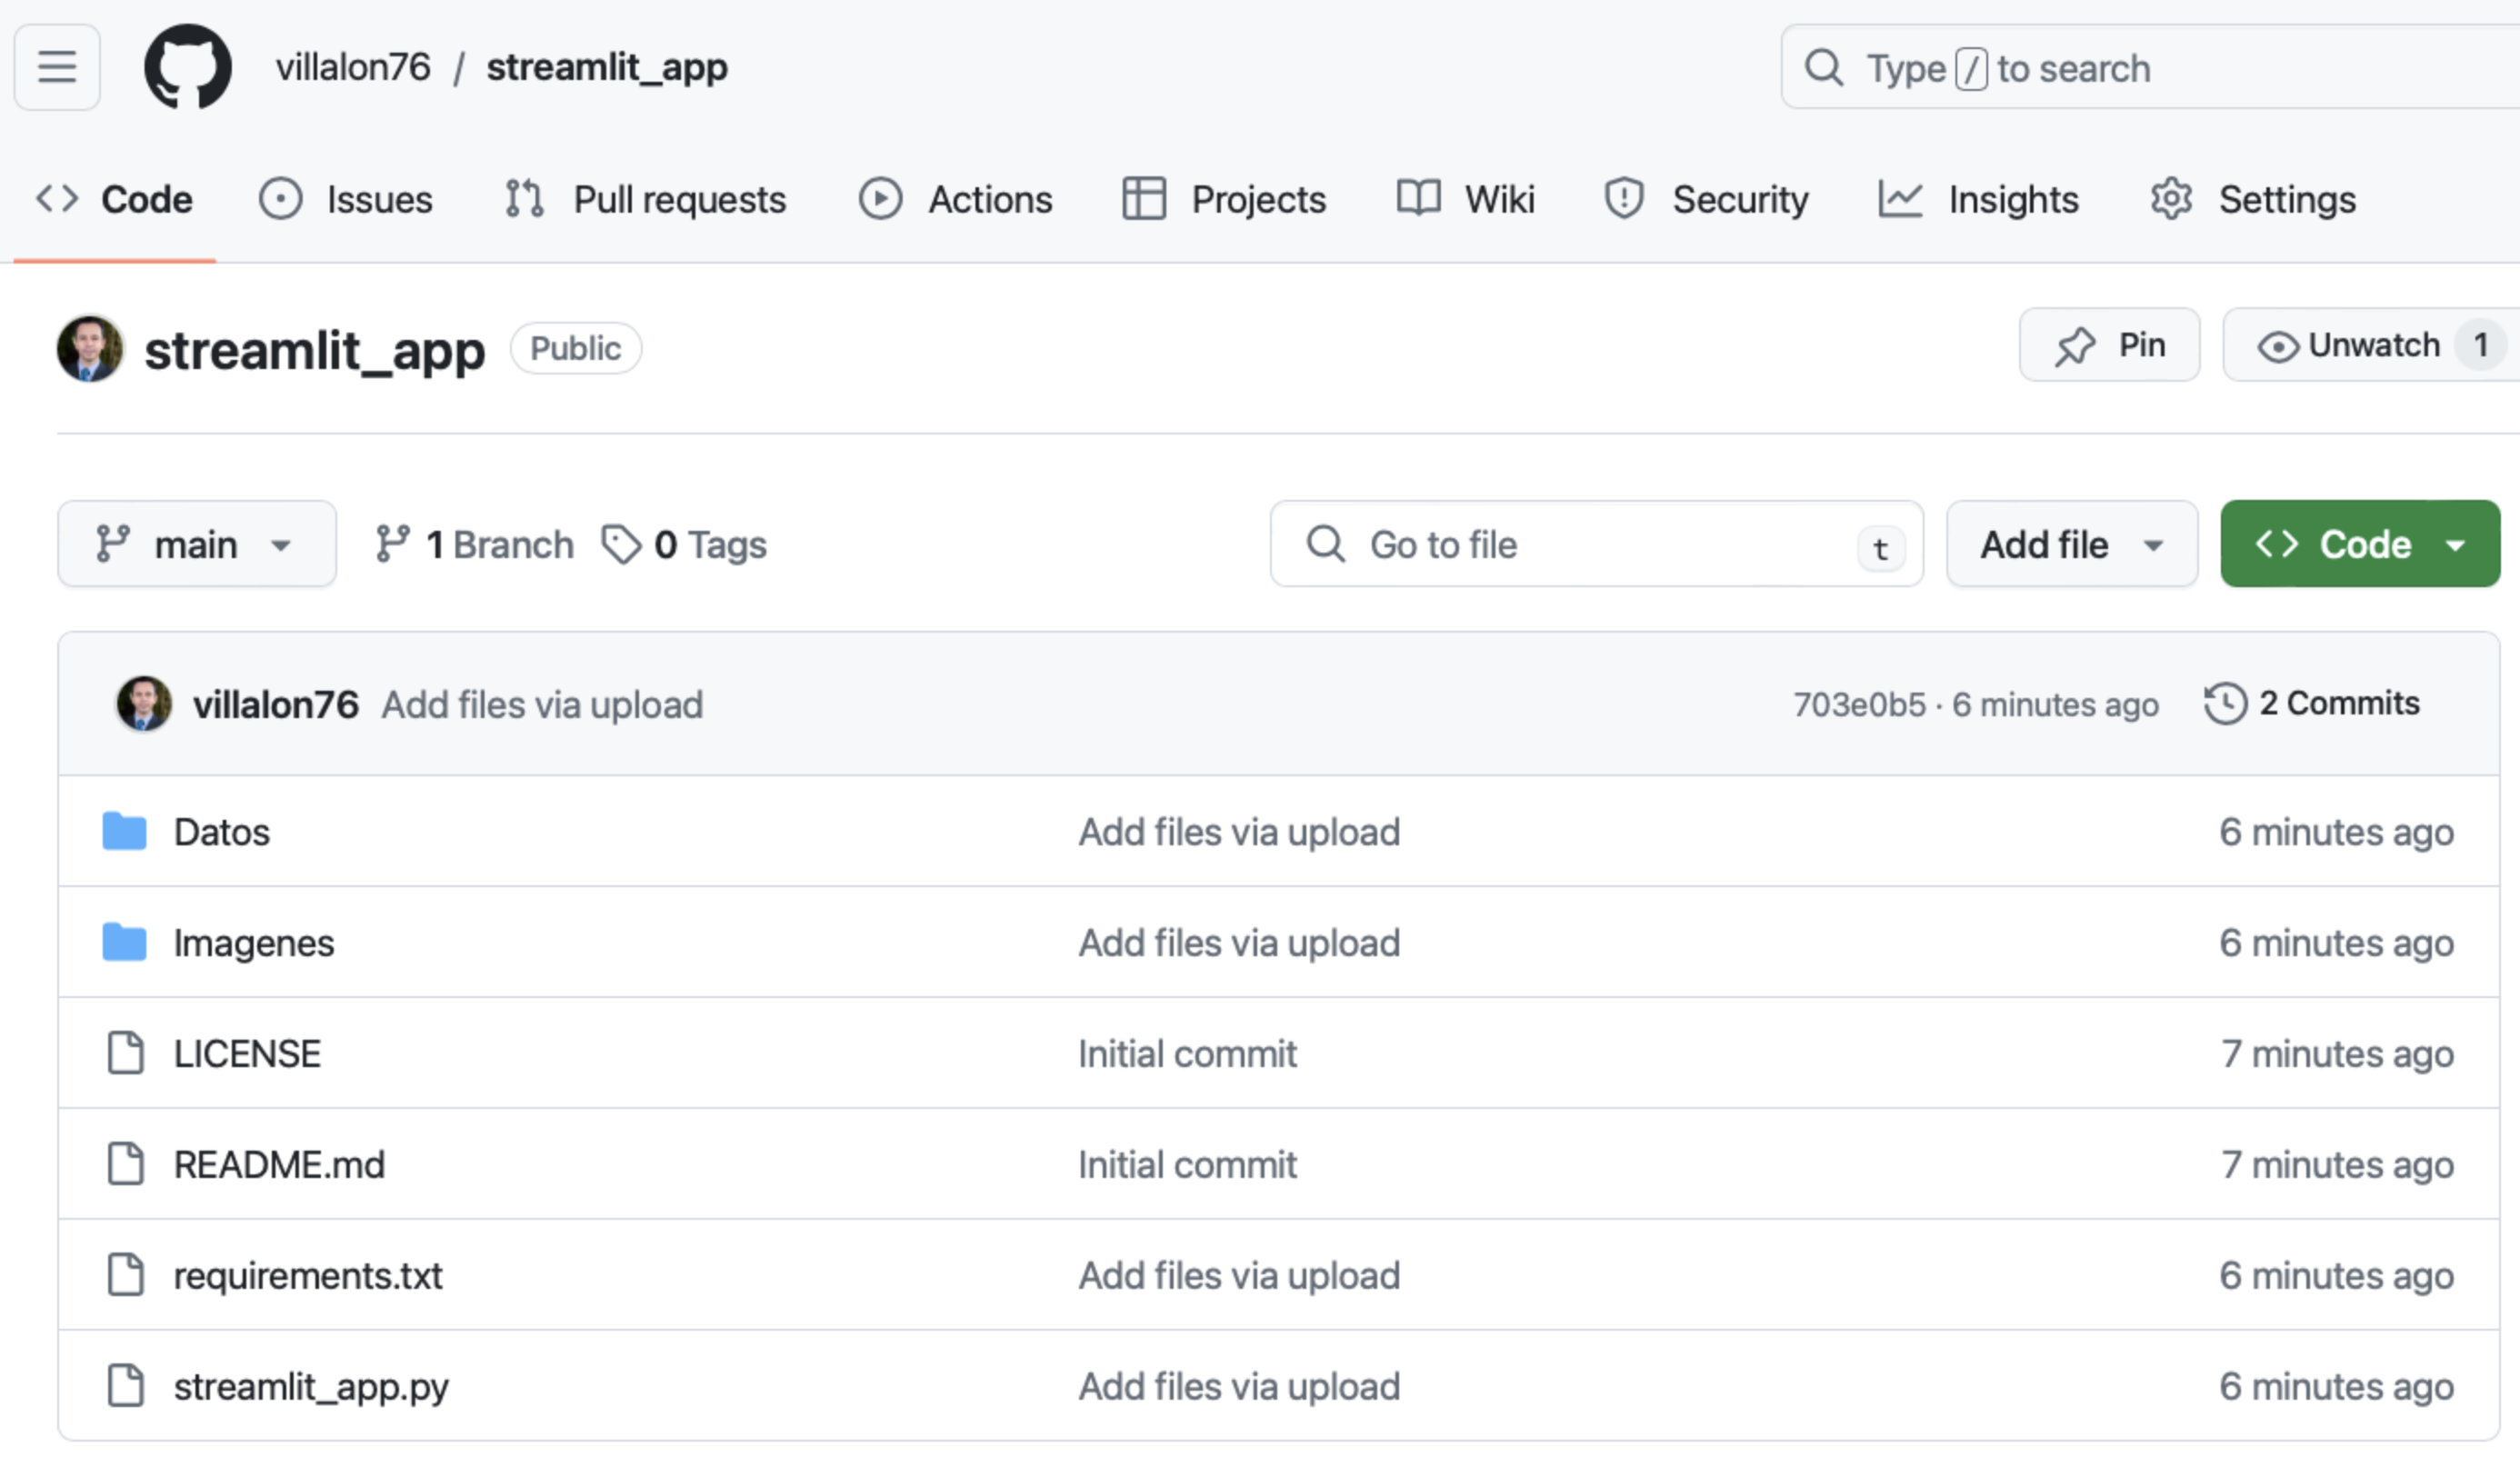 villalon76 / streamlit_app
Type / to search
Code Issues Pull requests Actions Projects Wiki Security Insights Settings
streamlit_app Public
Pin Unwatch 1
main 1 Branch 0 Tags
Go to file t Add file Code
villalon76 Add files via upload 703e0b5 · 6 minutes ago 2 Commits
Datos Add files via upload 6 minutes ago
Imagenes Add files via upload 6 minutes ago
LICENSE Initial commit 7 minutes ago
README.md Initial commit 7 minutes ago
requirements.txt Add files via upload 6 minutes ago
streamlit_app.py Add files via upload 6 minutes ago